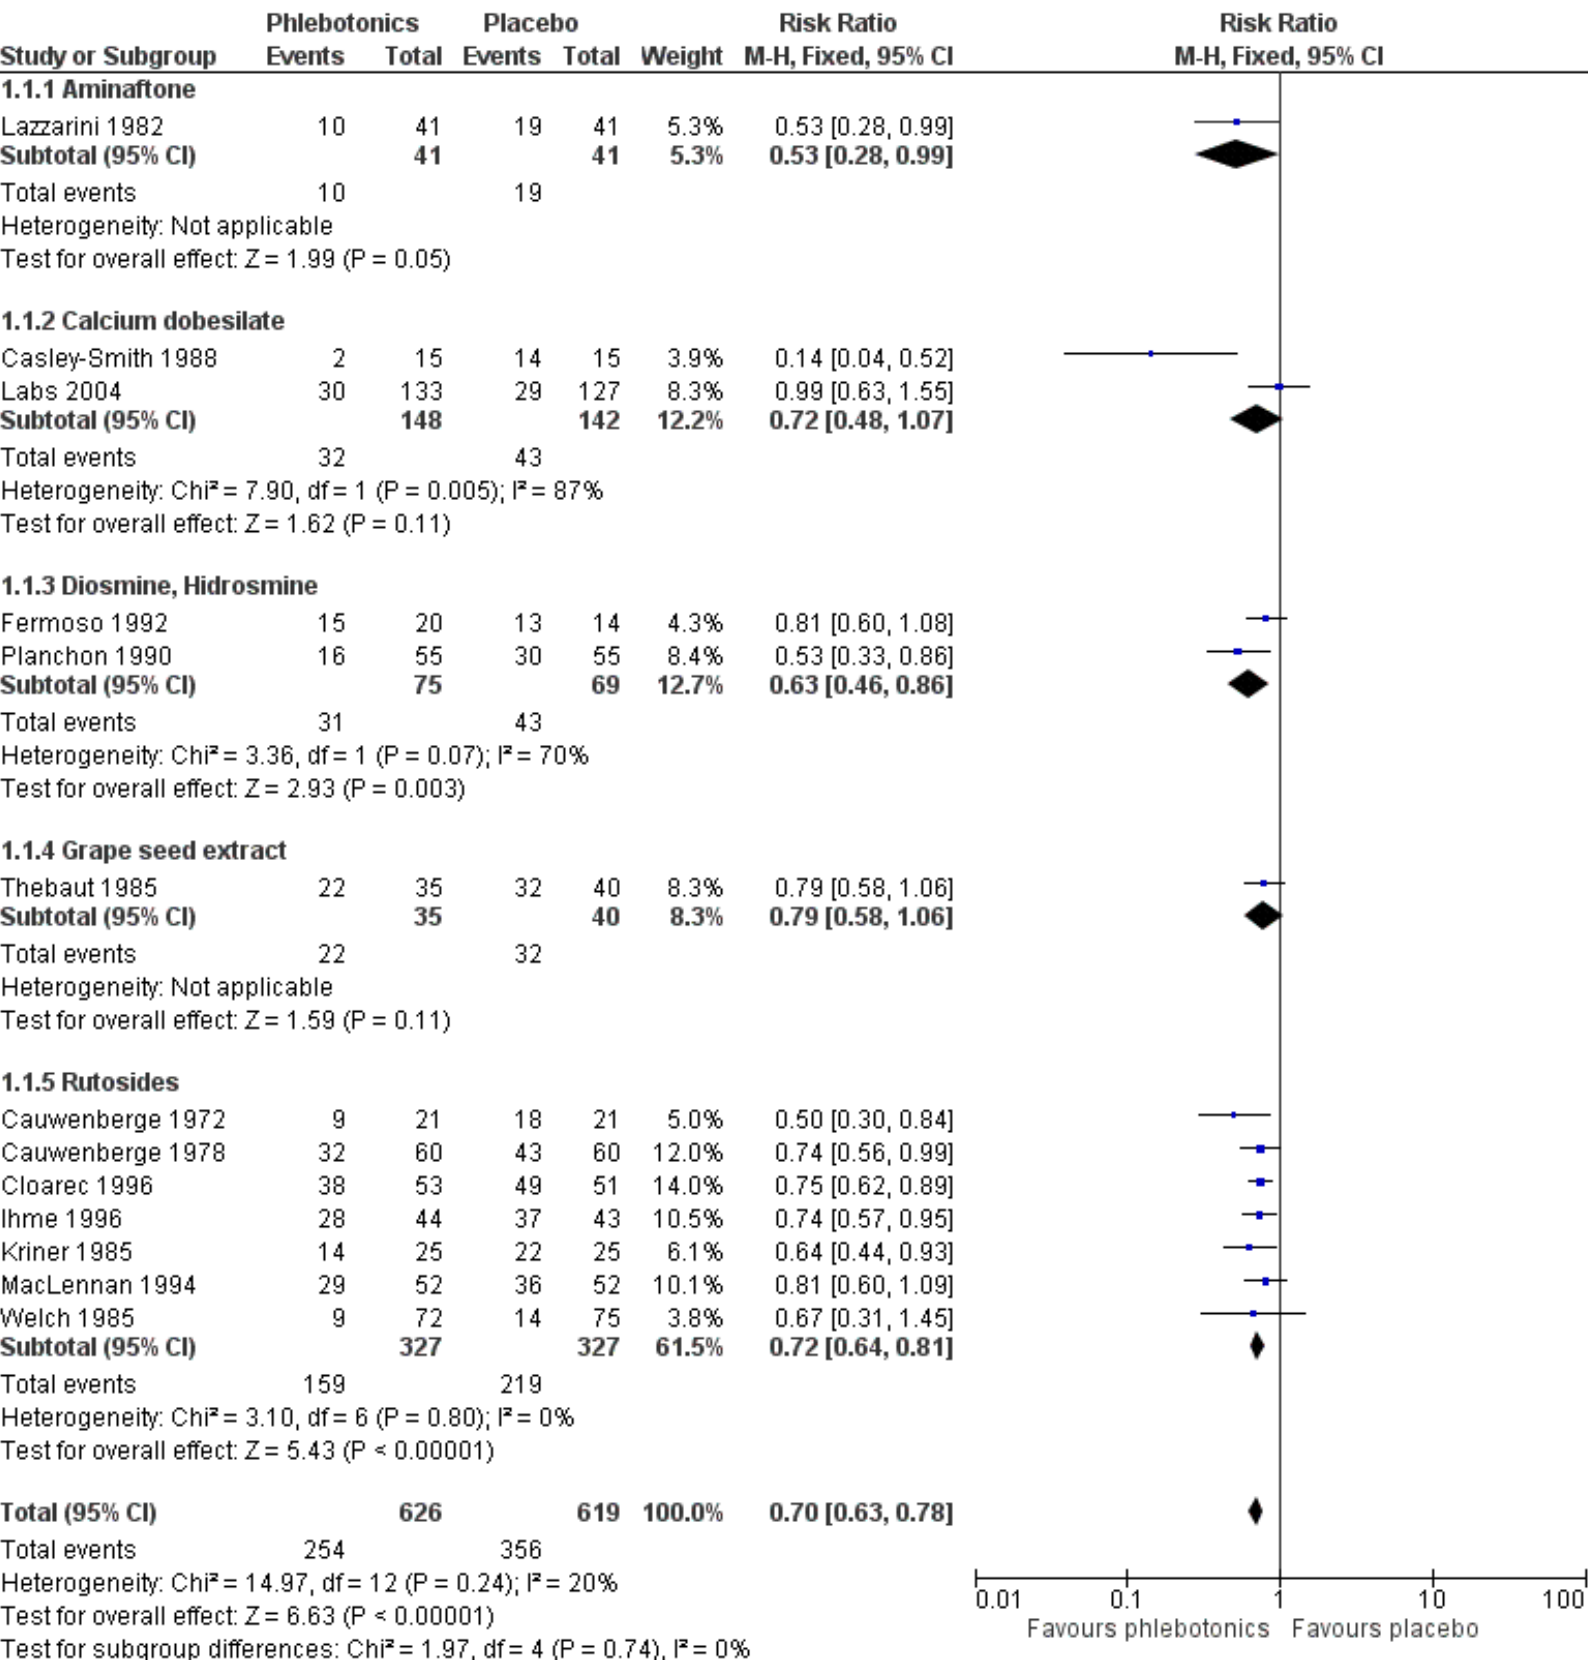 Phlebotonics Placebo Risk Ratio Risk Ratio
Study or Subgroup Events Total Events Total Weight M-H, Fixed, 95% CI M-H, Fixed, 95% CI
1.1.1 Aminaftone
Lazzarini 1982 10 41 19 41 5.3% 0.53 [0.28, 0.99]
Subtotal (95% CI) 41 41 5.3% 0.53 [0.28, 0.99]
Total events 10 19
Heterogeneity: Not applicable
Test for overall effect: Z = 1.99 (P = 0.05)
1.1.2 Calcium dobesilate
Casley-Smith 1988 2 15 14 15 3.9% 0.14 [0.04, 0.52]
Labs 2004 30 133 29 127 8.3% 0.99 [0.63, 1.55]
Subtotal (95% CI) 148 142 12.2% 0.72 [0.48, 1.07]
Total events 32 43
Heterogeneity: Chi² = 7.90, df = 1 (P = 0.005); I² = 87%
Test for overall effect: Z = 1.62 (P = 0.11)
1.1.3 Diosmine, Hidrosmine
Fermoso 1992 15 20 13 14 4.3% 0.81 [0.60, 1.08]
Planchon 1990 16 55 30 55 8.4% 0.53 [0.33, 0.86]
Subtotal (95% CI) 75 69 12.7% 0.63 [0.46, 0.86]
Total events 31 43
Heterogeneity: Chi² = 3.36, df = 1 (P = 0.07); I² = 70%
Test for overall effect: Z = 2.93 (P = 0.003)
1.1.4 Grape seed extract
Thebaut 1985 22 35 32 40 8.3% 0.79 [0.58, 1.06]
Subtotal (95% CI) 35 40 8.3% 0.79 [0.58, 1.06]
Total events 22 32
Heterogeneity: Not applicable
Test for overall effect: Z = 1.59 (P = 0.11)
1.1.5 Rutosides
Cauwenberge 1972 9 21 18 21 5.0% 0.50 [0.30, 0.84]
Cauwenberge 1978 32 60 43 60 12.0% 0.74 [0.56, 0.99]
Cloarec 1996 38 53 49 51 14.0% 0.75 [0.62, 0.89]
Ihme 1996 28 44 37 43 10.5% 0.74 [0.57, 0.95]
Kriner 1985 14 25 22 25 6.1% 0.64 [0.44, 0.93]
MacLennan 1994 29 52 36 52 10.1% 0.81 [0.60, 1.09]
Welch 1985 9 72 14 75 3.8% 0.67 [0.31, 1.45]
Subtotal (95% CI) 327 327 61.5% 0.72 [0.64, 0.81]
Total events 159 219
Heterogeneity: Chi² = 3.10, df = 6 (P = 0.80); I² = 0%
Test for overall effect: Z = 5.43 (P < 0.00001)
Total (95% CI) 626 619 100.0% 0.70 [0.63, 0.78]
Total events 254 356
Heterogeneity: Chi² = 14.97, df = 12 (P = 0.24); I² = 20%
Test for overall effect: Z = 6.63 (P < 0.00001)
Test for subgroup differences: Chi² = 1.97, df = 4 (P = 0.74), I² = 0%
0.01 0.1 1 10 100
Favours phlebotonics Favours placebo